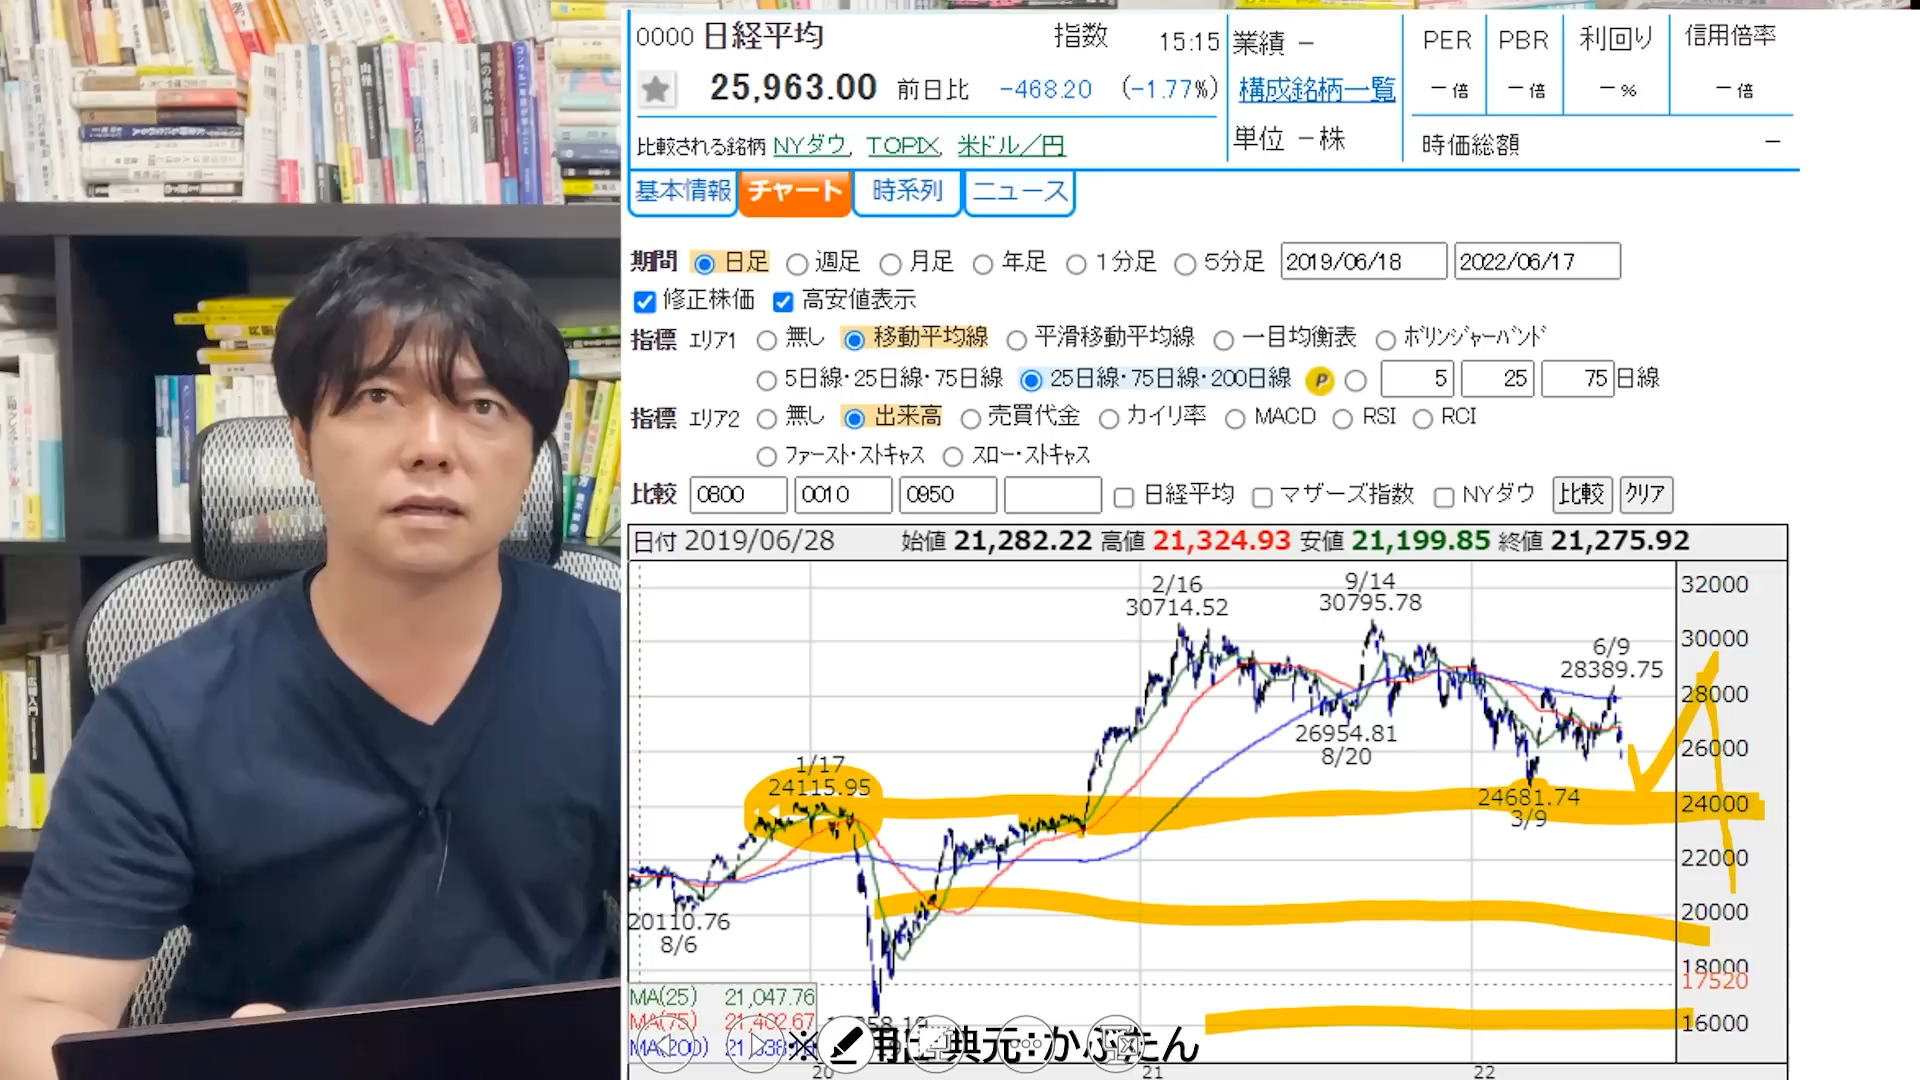 0000 日経平均 指数 15:15
25,963.00 前日比 -468.20 (-1.77%)
比較される銘柄 NYダウ, TOPIX, 米ドル/円
業績 -
構成銘柄一覧
単位 - 株
PER PBR 利回り 信用倍率
-倍 -倍 -% -倍
時価総額 -
基本情報 チャート 時系列 ニュース
期間 日足 週足 月足 年足 1分足 5分足 2019/06/18 2022/06/17
修正株価 高安値表示
指標 エリア1 無し 移動平均線 平滑移動平均線 一目均衡表 ボリンジャーバンド
5日線・25日線・75日線 25日線・75日線・200日線 P 5 25 75 日線
指標 エリア2 無し 出来高 売買代金 カイリ率 MACD RSI RCI
ファースト・ストキャス スロー・ストキャス
比較 0800 0010 0950 日経平均 マザーズ指数 NYダウ 比較 クリア
日付 2019/06/28 始値 21,282.22 高値 21,324.93 安値 21,199.85 終値 21,275.92
2/16
30714.52
9/14
30795.78
6/9
28389.75
26954.81
8/20
1/17
24115.95
24681.74
3/9
20110.76
8/6
32000
30000
28000
26000
24000
22000
20000
18000
17520
16000
MA(25) 21,047.76
MA(75) 21,402.67
MA(200)
典元：かぶたん
20 21 22